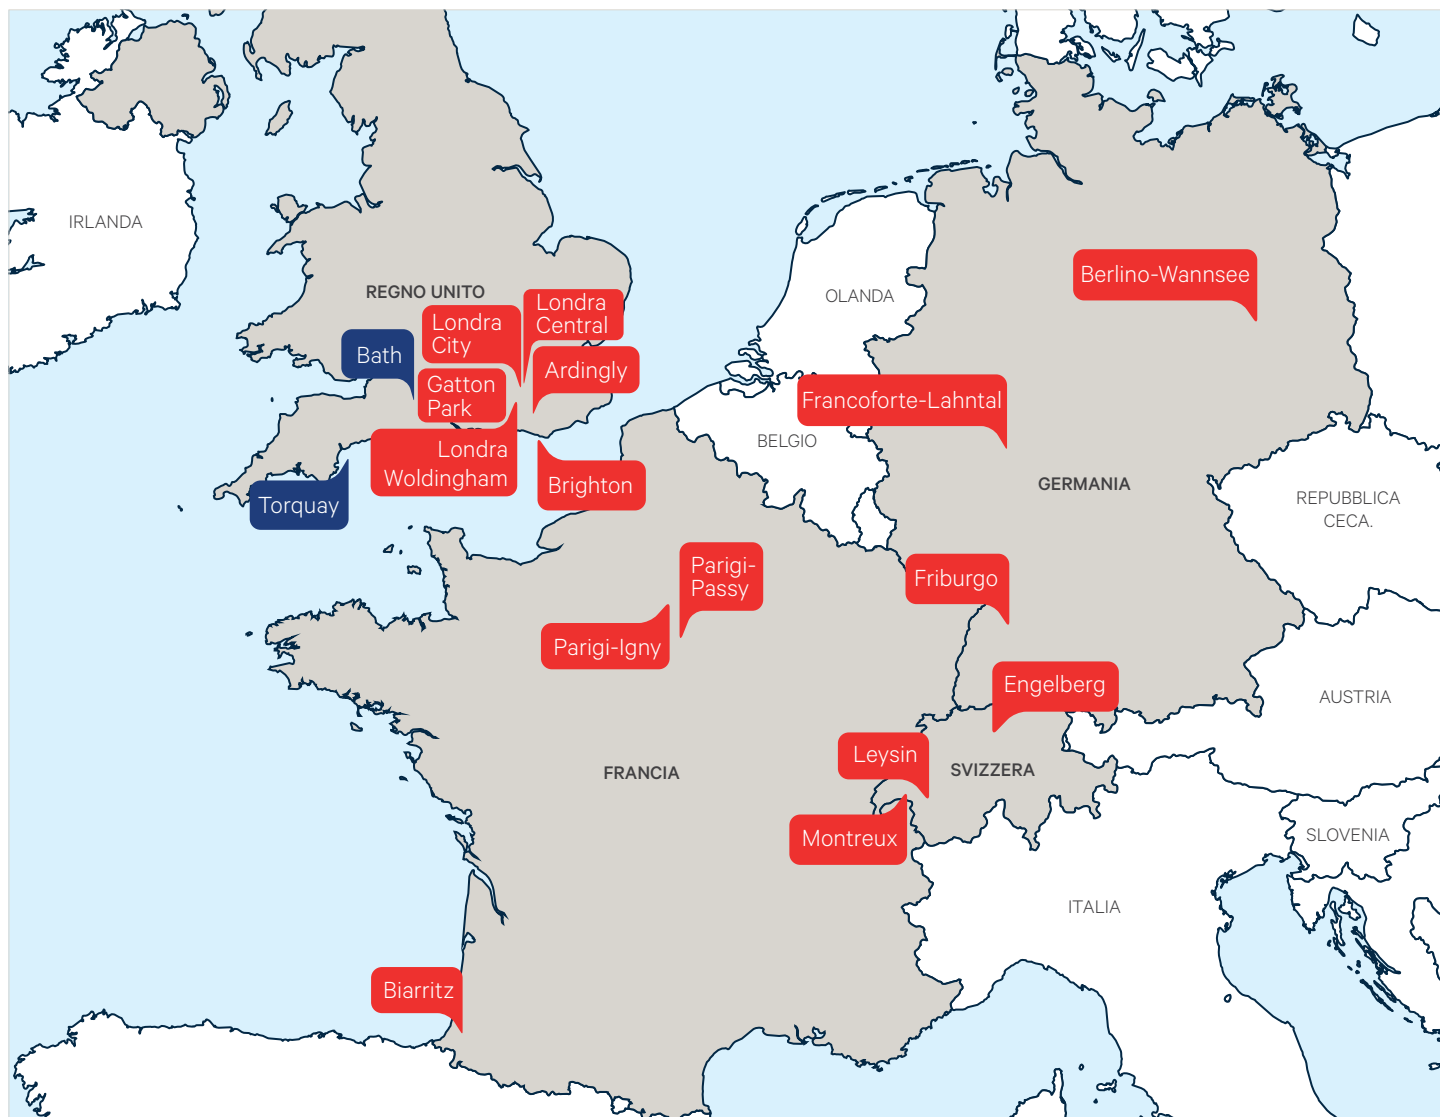 IRLANDA
REGNO UNITO
Londra
City
Londra
Central
Bath
Gatton
Park
Ardingly
Londra
Woldingham
Brighton
Torquay
OLANDA
Berlino-Wannsee
Francoforte-Lahntal
BELGIO
GERMANIA
REPUBBLICA
CECA.
Parigi-
Passy
Parigi-Igny
Friburgo
Engelberg
AUSTRIA
Leysin
SVIZZERA
FRANCIA
Montreux
SLOVENIA
ITALIA
Biarritz